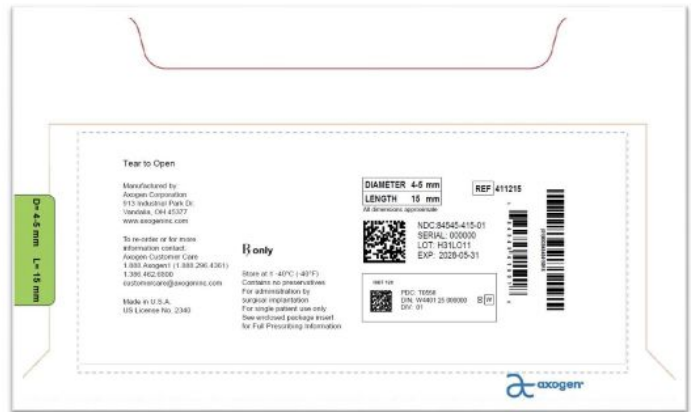 Tear to Open
Manufactured by:
Axogen Corporation
913 Industrial Park Dr.
Vandalia, OH 45377
www.axogeninc.com
To re-order or for more
information contact:
Axogen Customer Care
1.888.Axogen1 (1.888.296.4361)
1.386.462.6800
customercare@axogeninc.com
Made in U.S.A.
US License No. 2340
Rx only
Store at ≤ -40°C (-40°F)
Contains no preservatives
For administration by
surgical implantation
For single patient use only
See enclosed package insert
for Full Prescribing Information
DIAMETER 4-5 mm
LENGTH 15 mm
All dimensions approximate
REF 411215
NDC:84545-415-01
SERIAL: 000000
LOT: H31LO11
EXP: 2028-05-31
DIN: W4401 25 000000
DIV: 01
D= 4-5 mm L= 15 mm
axogen